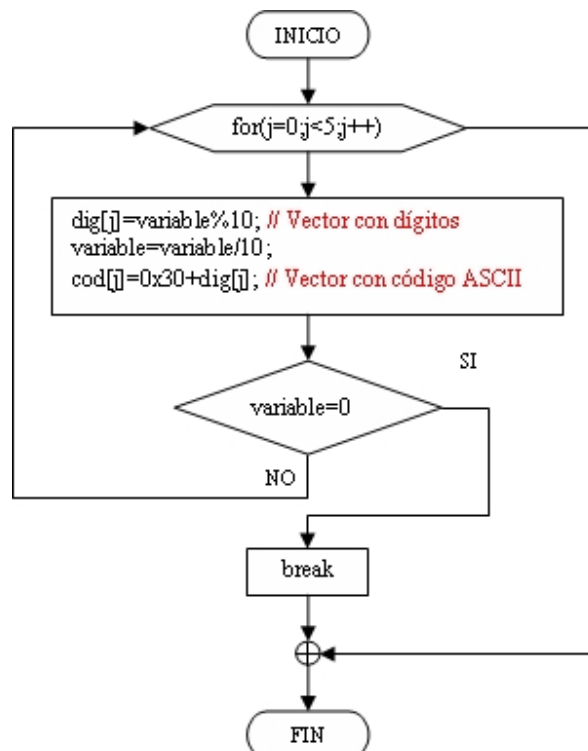 INICIO
for(j=0;j<5;j++)
dig[j]=variable%10; // Vector con dígitos
variable=variable/10;
cod[j]=0x30+dig[j]; // Vector con código ASCII
SI
variable=0
NO
break
FIN